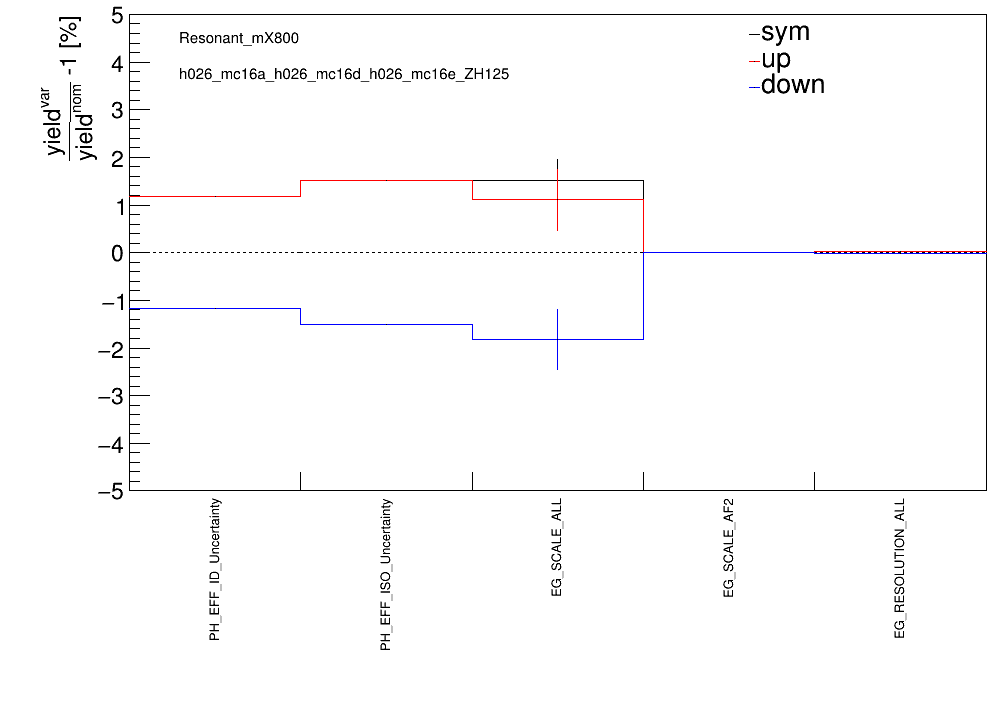 yield^var / yield^nom -1 [%]
Resonant_mX800
h026_mc16a_h026_mc16d_h026_mc16e_ZH125
−sym
−up
−down
5
4
3
2
1
0
−1
−2
−3
−4
−5
PH_EFF_ID_Uncertainty
PH_EFF_ISO_Uncertainty
EG_SCALE_ALL
EG_SCALE_AF2
EG_RESOLUTION_ALL